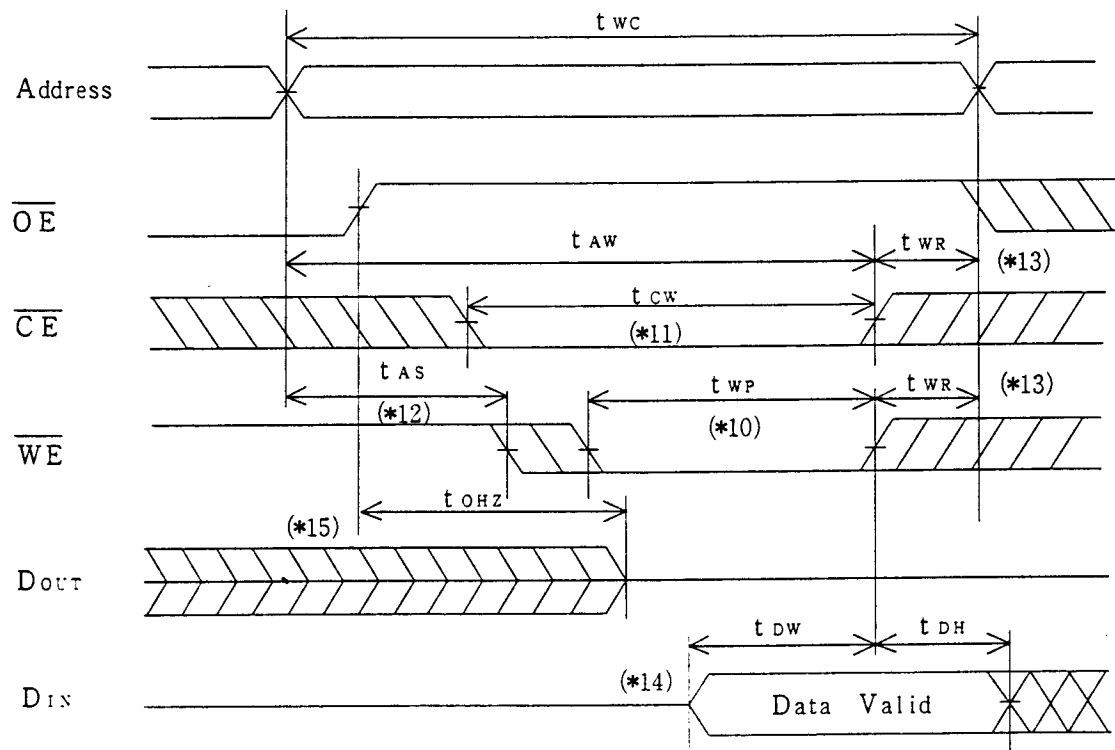 t WC
Address
OE
t AW
t WR
(*13)
CE
t CW
(*11)
t AS
(*12)
t WP
(*10)
t WR
(*13)
WE
t OHZ
(*15)
DOUT
t DW
t DH
(*14)
DIN
Data Valid